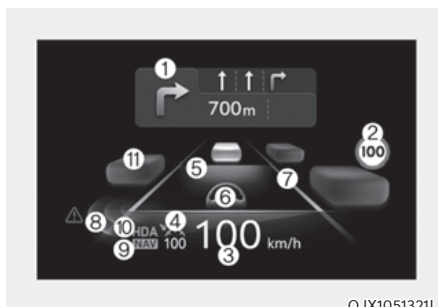 ①
700m
②
100
⑪
⑤
⑦
⑥
⑧
④
⑩ HDA
100 km/h
⑨ NAV 100
③
OJX1051321L